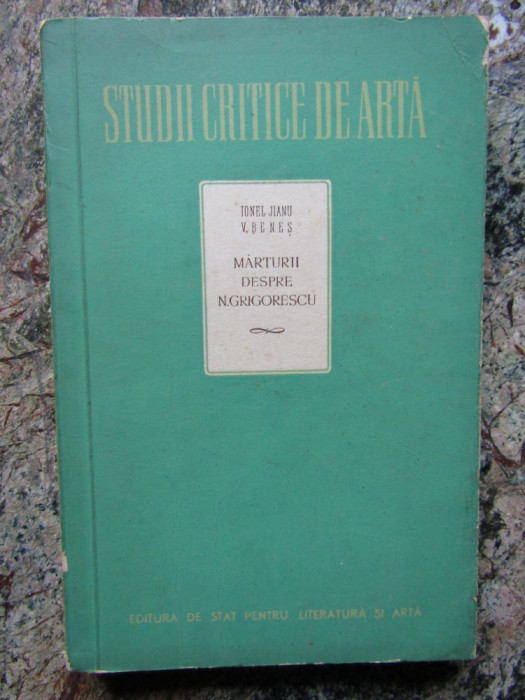 STUDII CRITICE DE ARTĂ
IONEL JIANU
V. BENEȘ
MĂRTURII
DESPRE
N.GRIGORESCU
EDITURA DE STAT PENTRU LITERATURĂ ȘI ARTĂ